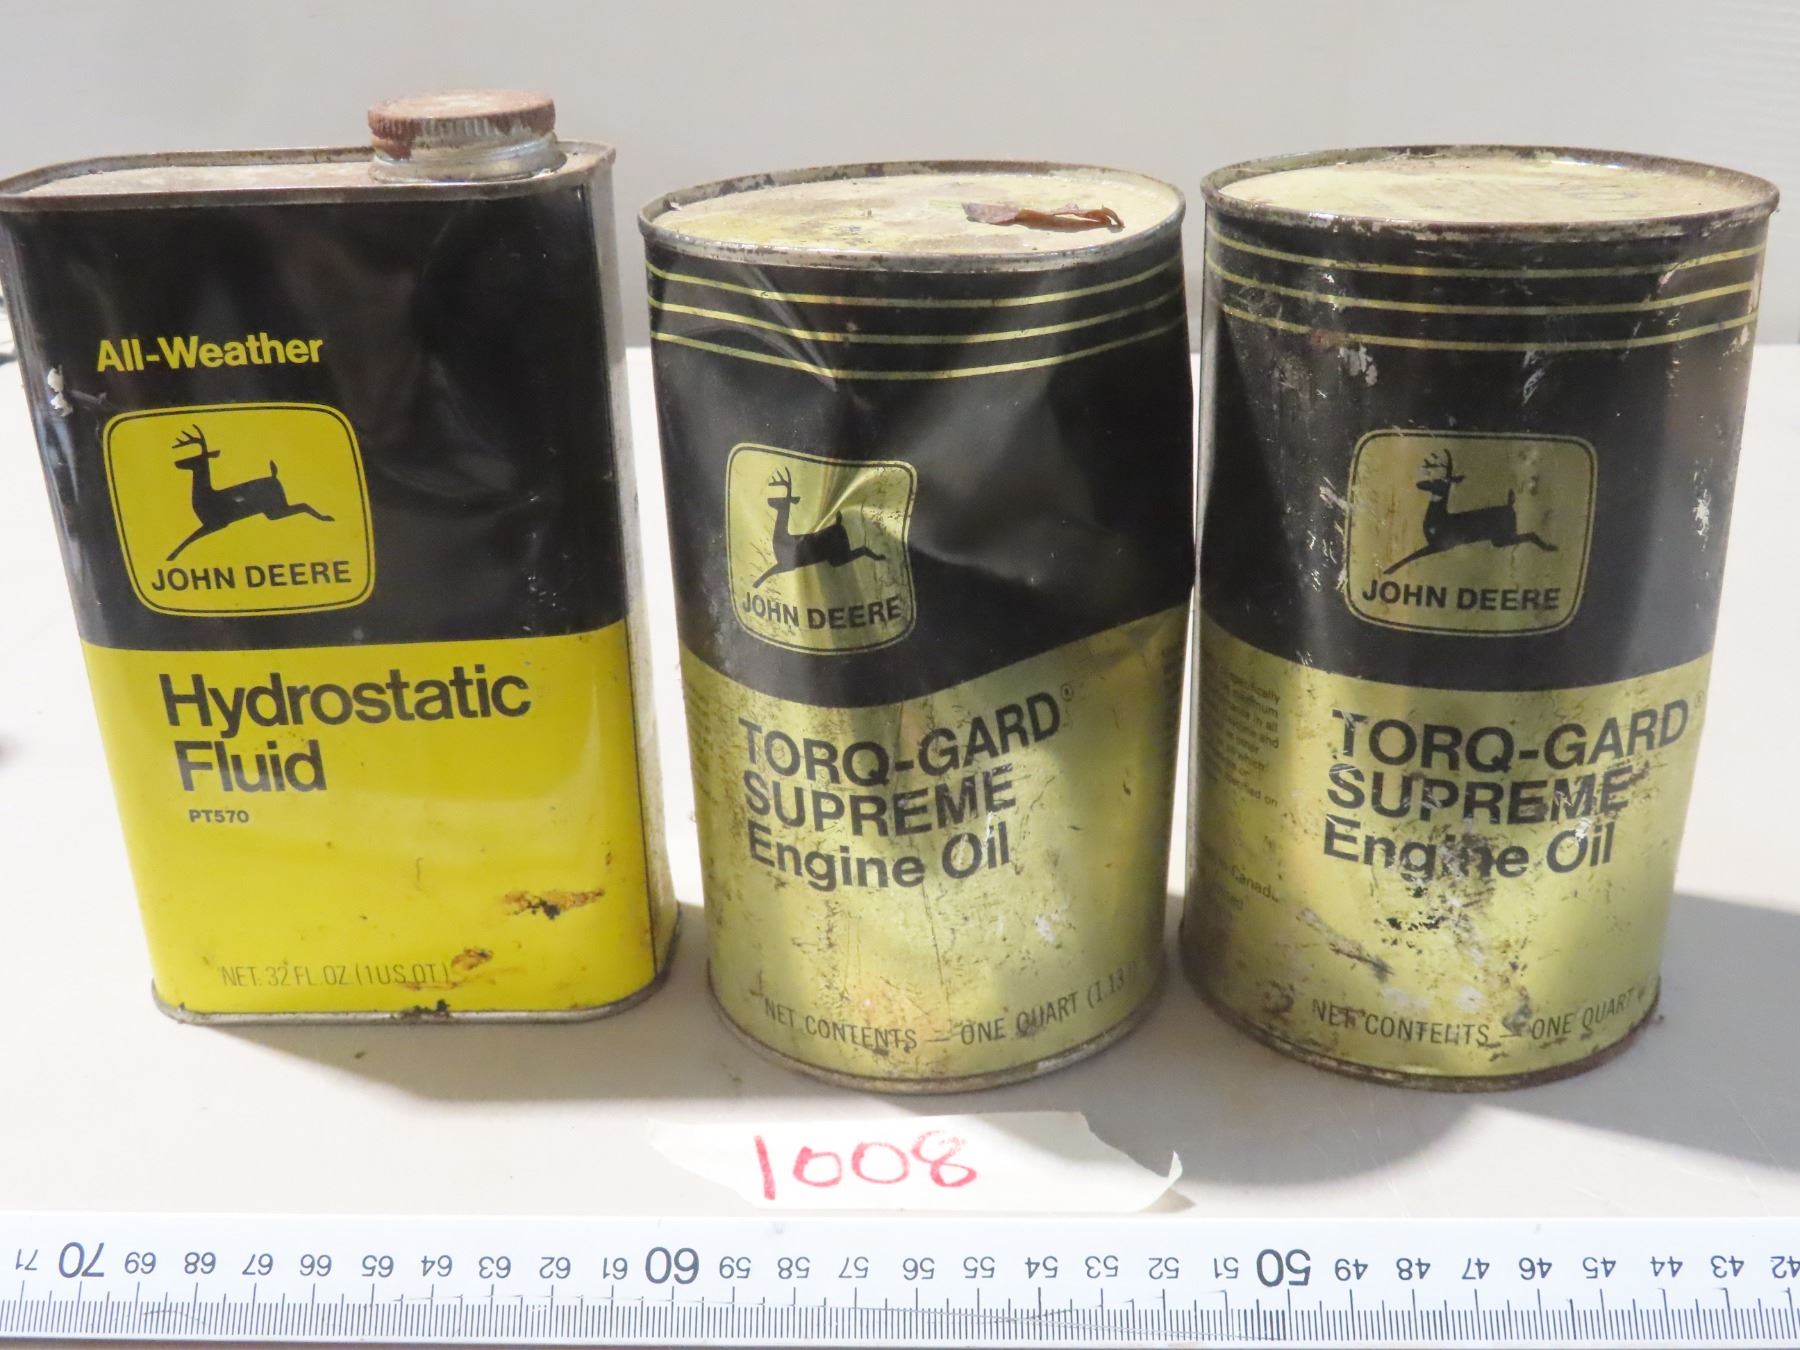 All-Weather
JOHN DEERE
Hydrostatic
Fluid
PT570
NET. 32 FL. OZ. (1 U.S. QT.)
JOHN DEERE
TORQ-GARD®
SUPREME
Engine Oil
NET CONTENTS — ONE QUART (1.13
JOHN DEERE
TORQ-GARD®
SUPREME
Engine Oil
NET CONTENTS — ONE QUART
specifically
1008
71 70 69 68 67 66 65 64 63 62 61 60 59 58 57 56 55 54 53 52 51 50 49 48 47 46 45 44 43 42